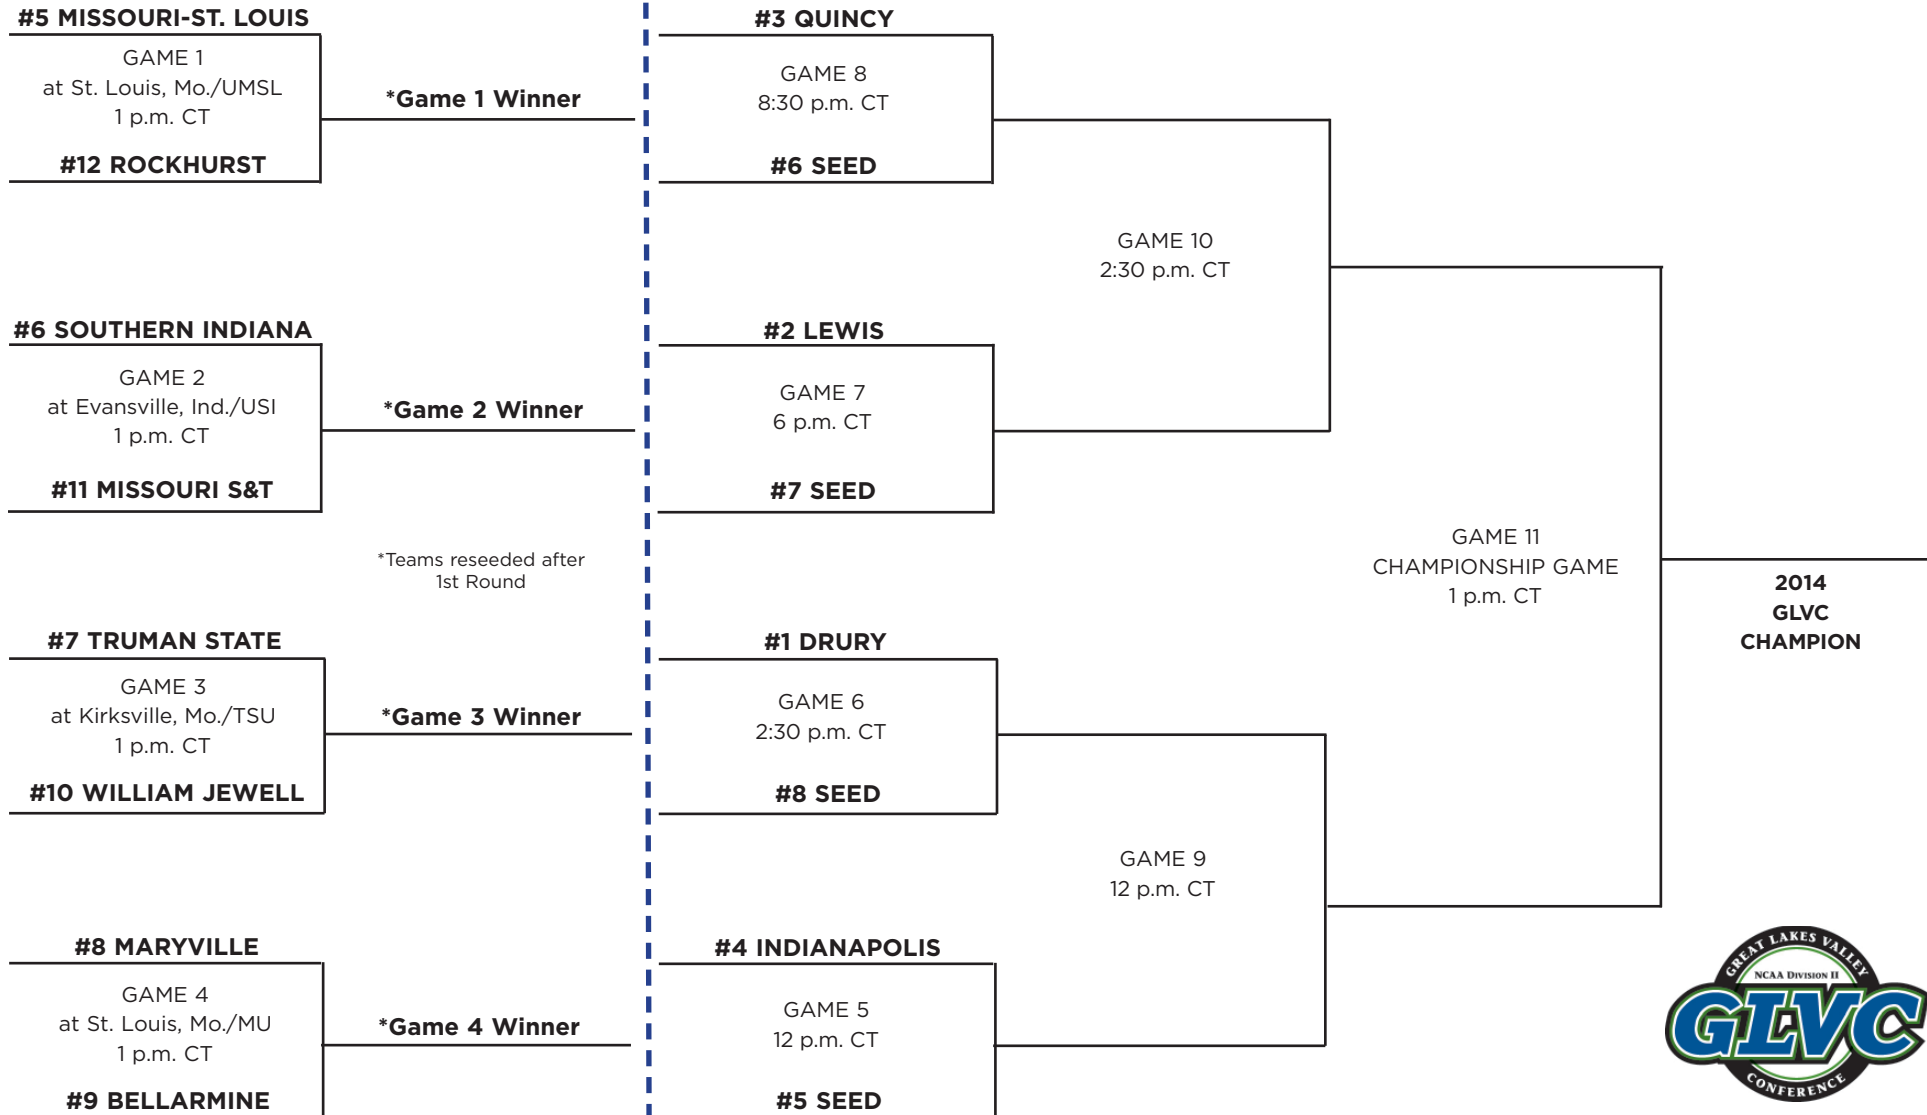 #5 MISSOURI-ST. LOUIS
GAME 1
at St. Louis, Mo./UMSL
1 p.m. CT
#12 ROCKHURST
*Game 1 Winner
#6 SOUTHERN INDIANA
GAME 2
at Evansville, Ind./USI
1 p.m. CT
#11 MISSOURI S&T
*Game 2 Winner
*Teams reseeded after
1st Round
#7 TRUMAN STATE
GAME 3
at Kirksville, Mo./TSU
1 p.m. CT
#10 WILLIAM JEWELL
*Game 3 Winner
#8 MARYVILLE
GAME 4
at St. Louis, Mo./MU
1 p.m. CT
#9 BELLARMINE
*Game 4 Winner
#3 QUINCY
GAME 8
8:30 p.m. CT
#6 SEED
#2 LEWIS
GAME 7
6 p.m. CT
#7 SEED
#1 DRURY
GAME 6
2:30 p.m. CT
#8 SEED
#4 INDIANAPOLIS
GAME 5
12 p.m. CT
#5 SEED
GAME 10
2:30 p.m. CT
GAME 9
12 p.m. CT
GAME 11
CHAMPIONSHIP GAME
1 p.m. CT
2014
GLVC
CHAMPION
GREAT LAKES VALLEY
NCAA DIVISION II
GLVC
CONFERENCE